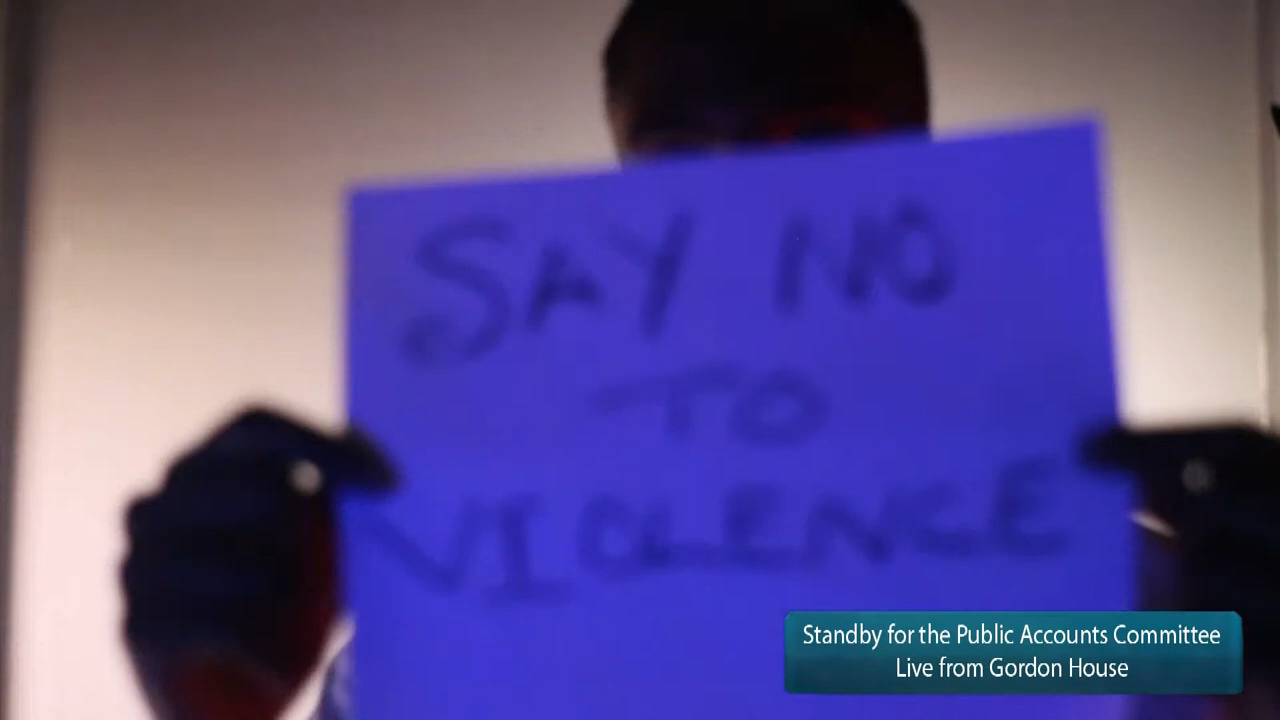 SAY NO
TO
VIOLENCE
Standby for the Public Accounts Committee
Live from Gordon House